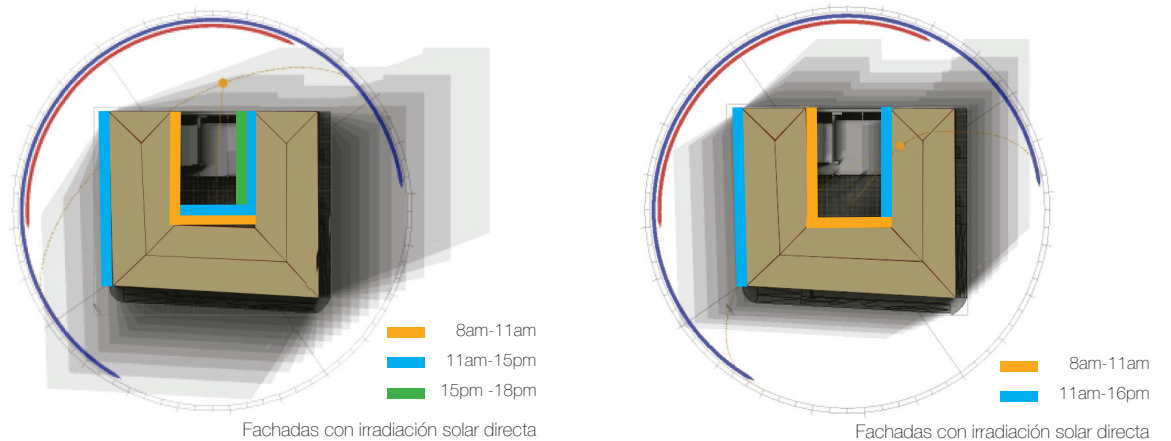 8am-11am
11am-15pm
15pm -18pm
Fachadas con irradiación solar directa
8am-11am
11am-16pm
Fachadas con irradiación solar directa